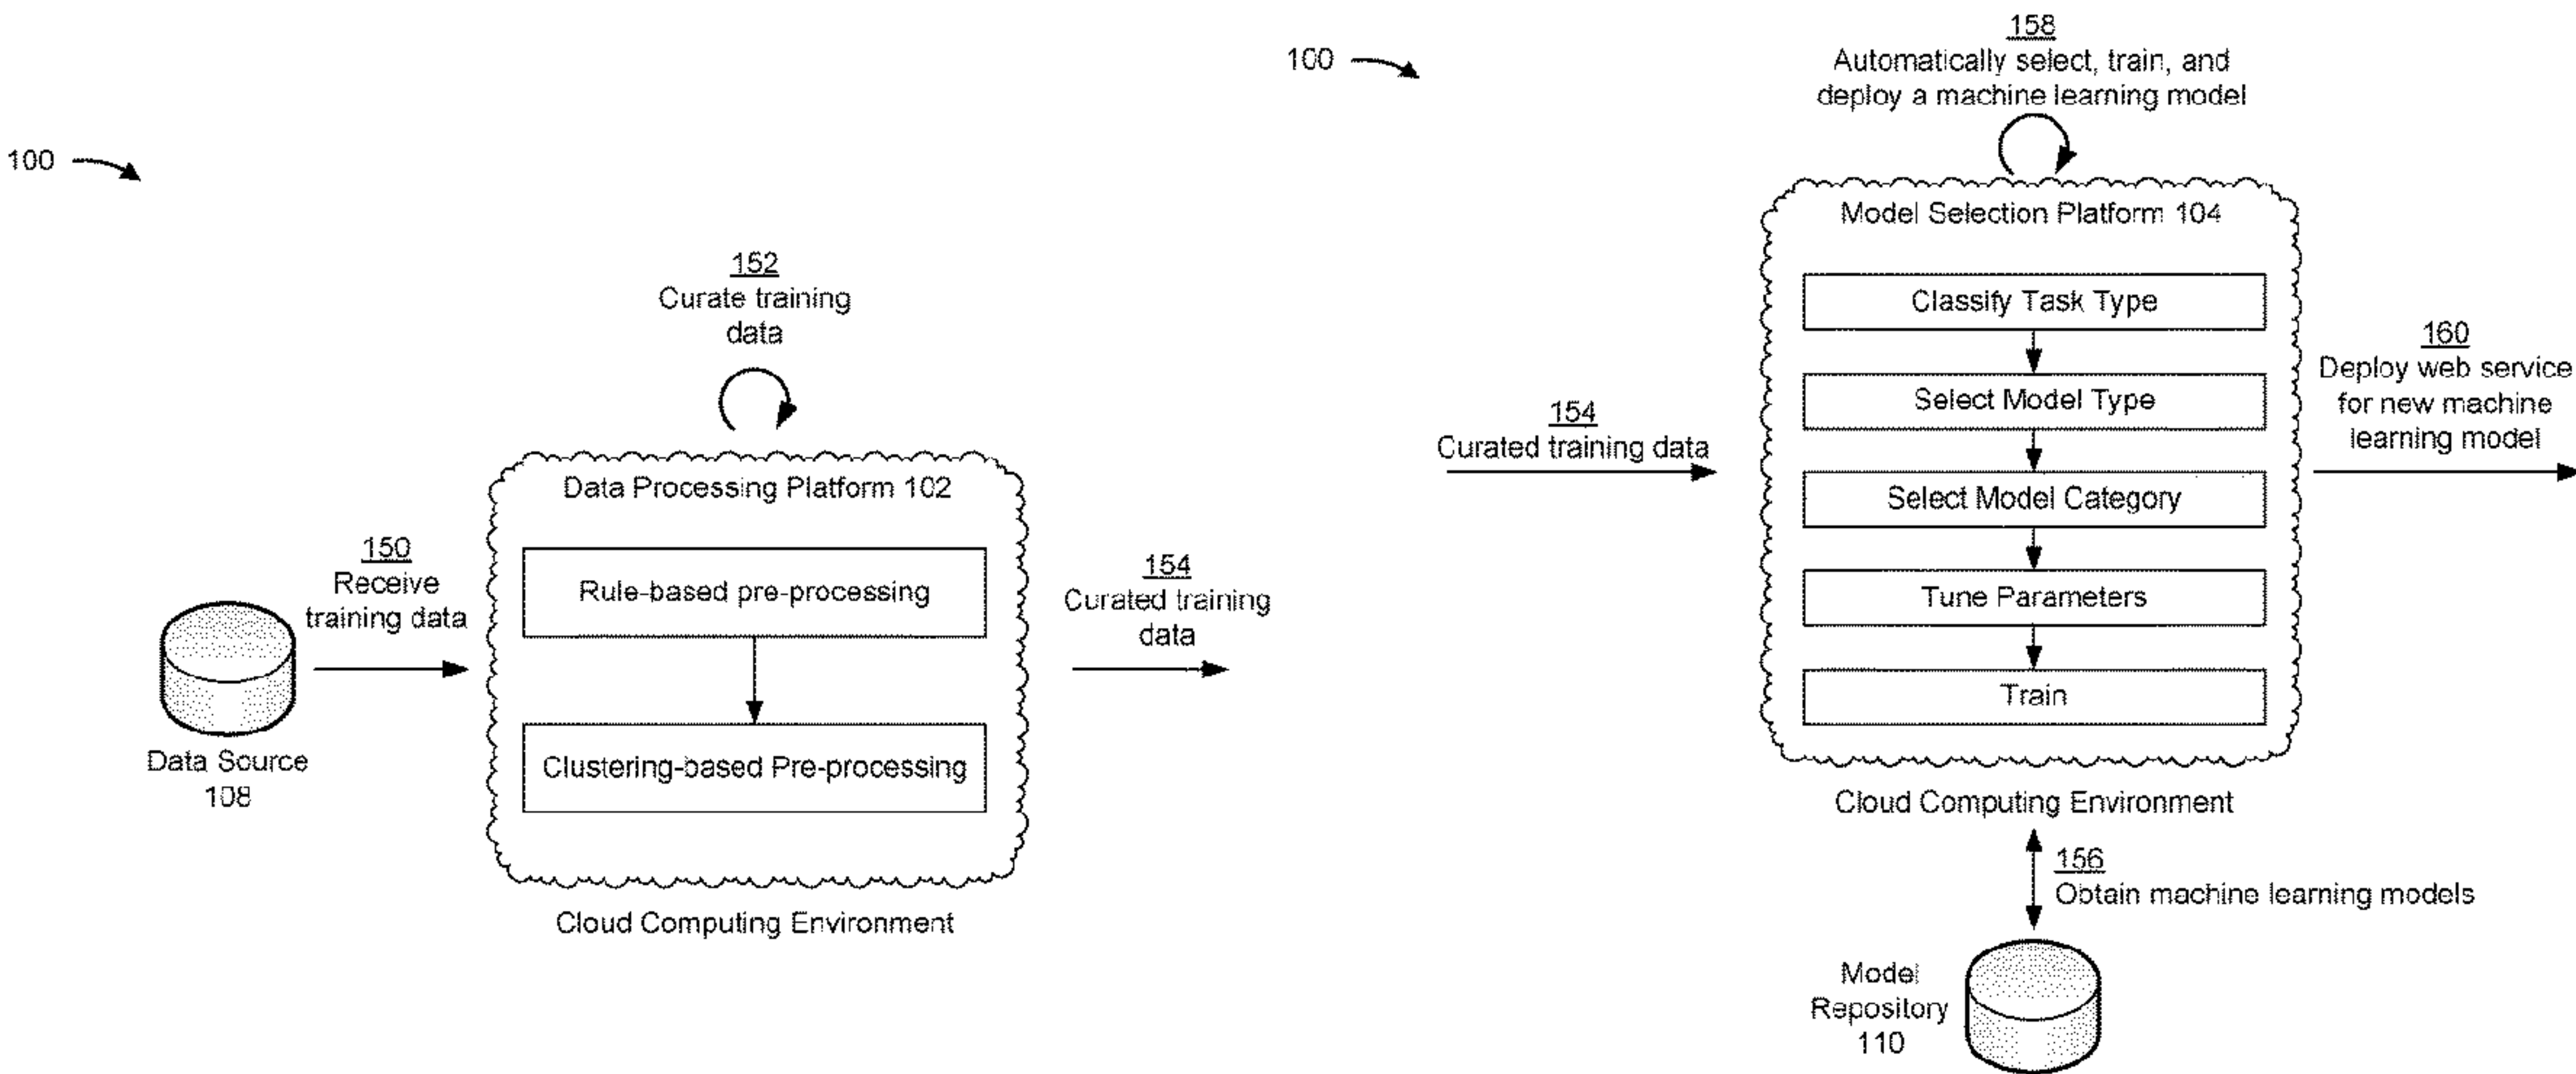 100
152
Curate training
data
Data Processing Platform 102
Rule-based pre-processing
Clustering-based Pre-processing
Cloud Computing Environment
150
Receive
training data
Data Source
108
154
Curated training
data
100
158
Automatically select, train, and
deploy a machine learning model
Model Selection Platform 104
Classify Task Type
Select Model Type
Select Model Category
Tune Parameters
Train
Cloud Computing Environment
154
Curated training data
160
Deploy web service
for new machine
learning model
156
Obtain machine learning models
Model
Repository
110